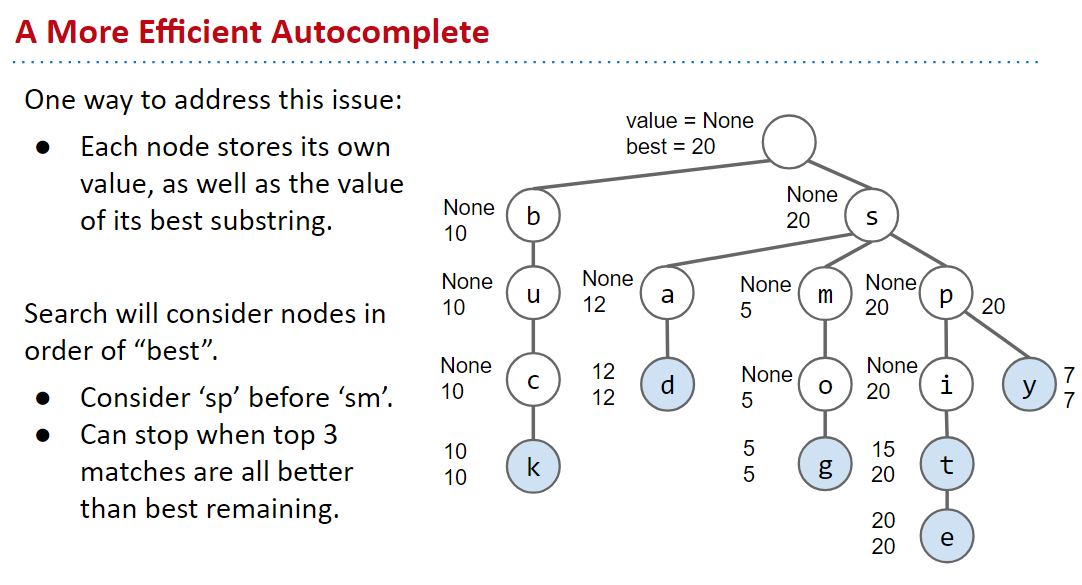 A More Efficient Autocomplete
One way to address this issue:
● Each node stores its own
value, as well as the value
of its best substring.
Search will consider nodes in
order of “best”.
● Consider ‘sp’ before ‘sm’.
● Can stop when top 3
matches are all better
than best remaining.
value = None
best = 20
None
10
b
None
20
s
None
10
u
None
12
a
None
5
m
None
20
p
20
None
10
c
12
12
d
None
5
o
None
20
i
y
7
7
10
10
k
5
5
g
15
20
t
20
20
e